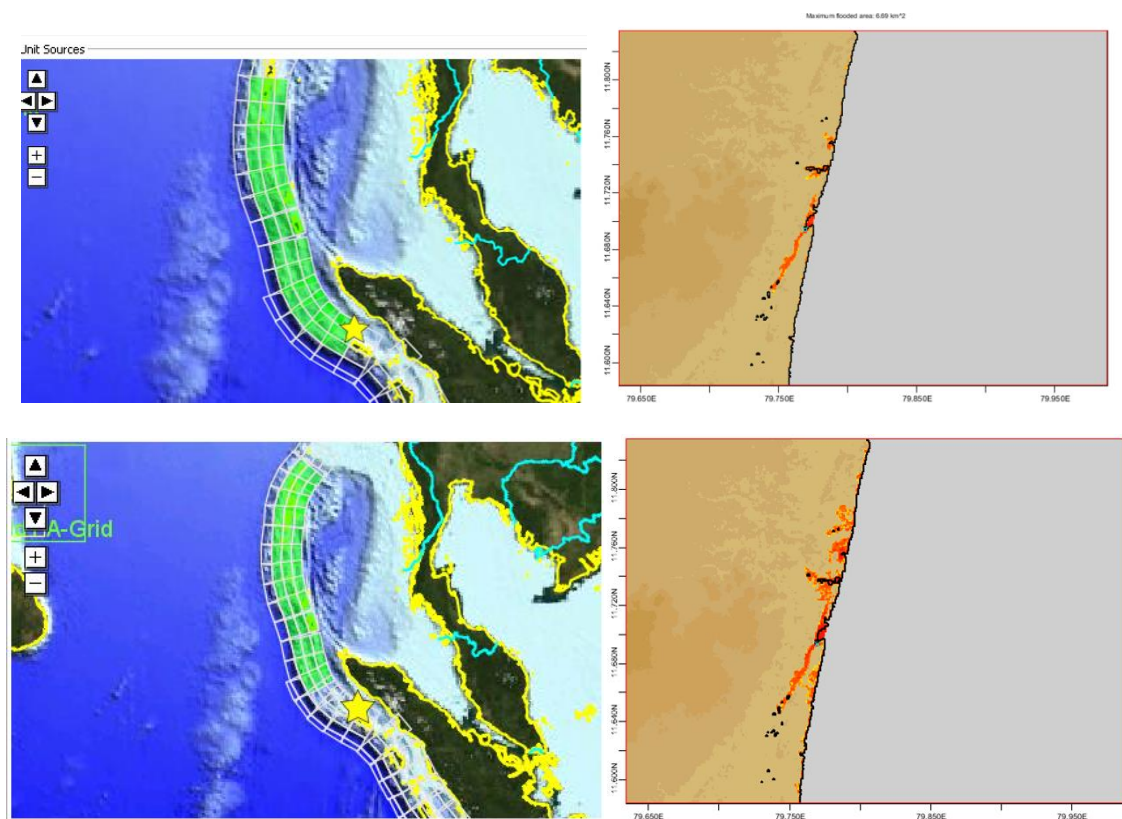 Maximum flooded area: 6.69 km^2
Unit Sources
11.800N
11.760N
11.720N
11.680N
11.640N
11.600N
79.650E 79.750E 79.850E 79.950E
A-Grid
11.800N
11.760N
11.720N
11.680N
11.640N
11.600N
79.650E 79.750E 79.850E 79.950E